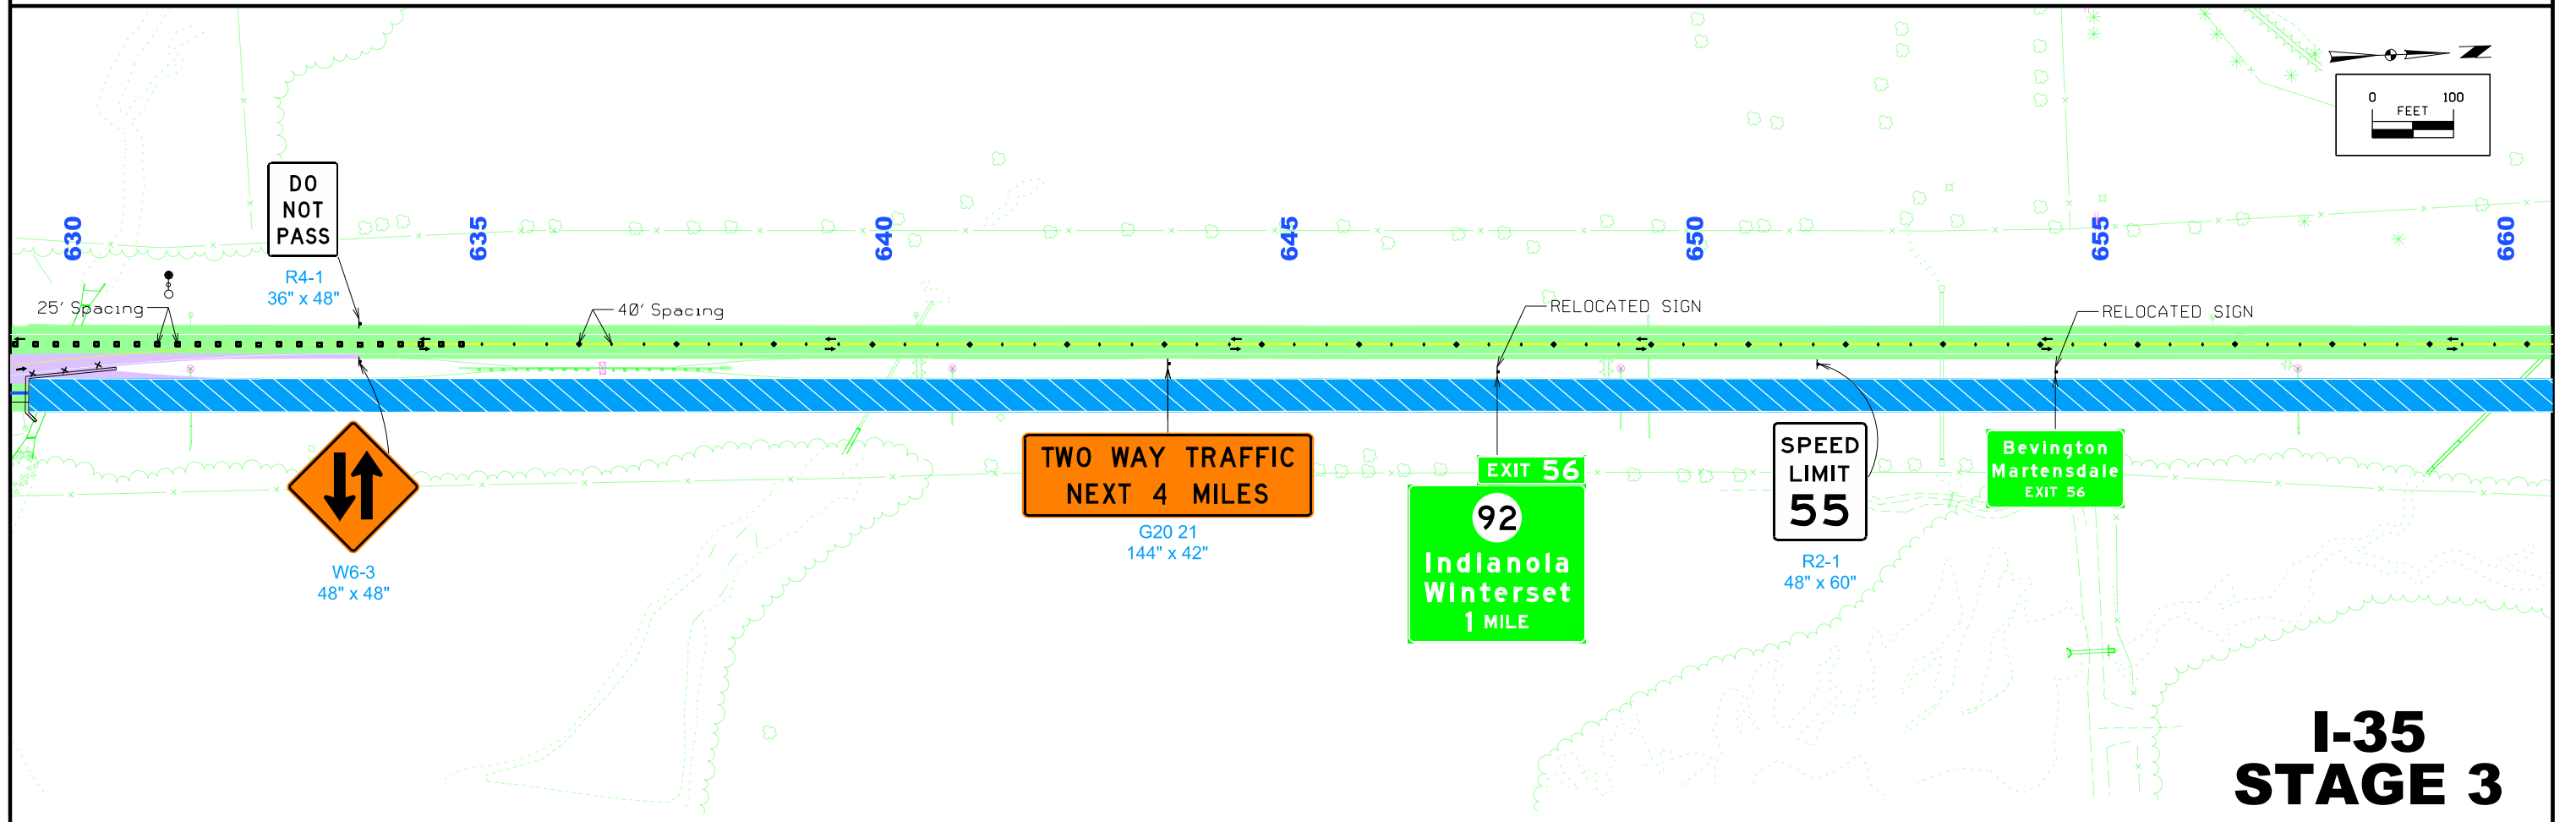 0 100
FEET
DO
NOT
PASS
R4-1
36" x 48"
630
635
640
645
650
655
660
25' Spacing
40' Spacing
RELOCATED SIGN
RELOCATED SIGN
W6-3
48" x 48"
TWO WAY TRAFFIC
NEXT 4 MILES
G20 21
144" x 42"
EXIT 56
92
Indianola
Winterset
1 MILE
SPEED
LIMIT
55
R2-1
48" x 60"
Bevington
Martensdale
EXIT 56
I-35
STAGE 3